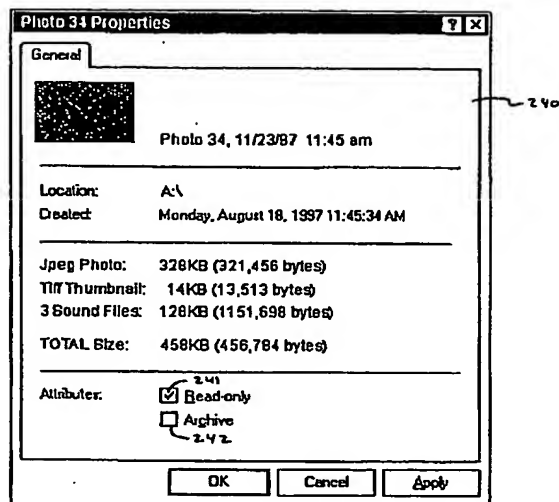 Photo 34 Properties
? X
General
240
Photo 34, 11/23/97 11:45 am
Location: A:\
Created: Monday, August 18, 1997 11:45:34 AM
Jpeg Photo: 328KB (321,456 bytes)
Tiff Thumbnail: 14KB (13,513 bytes)
3 Sound Files: 128KB (1151,698 bytes)
TOTAL Size: 458KB (456,784 bytes)
241
Attributes: Read-only
Archive
242
OK Cancel Apply